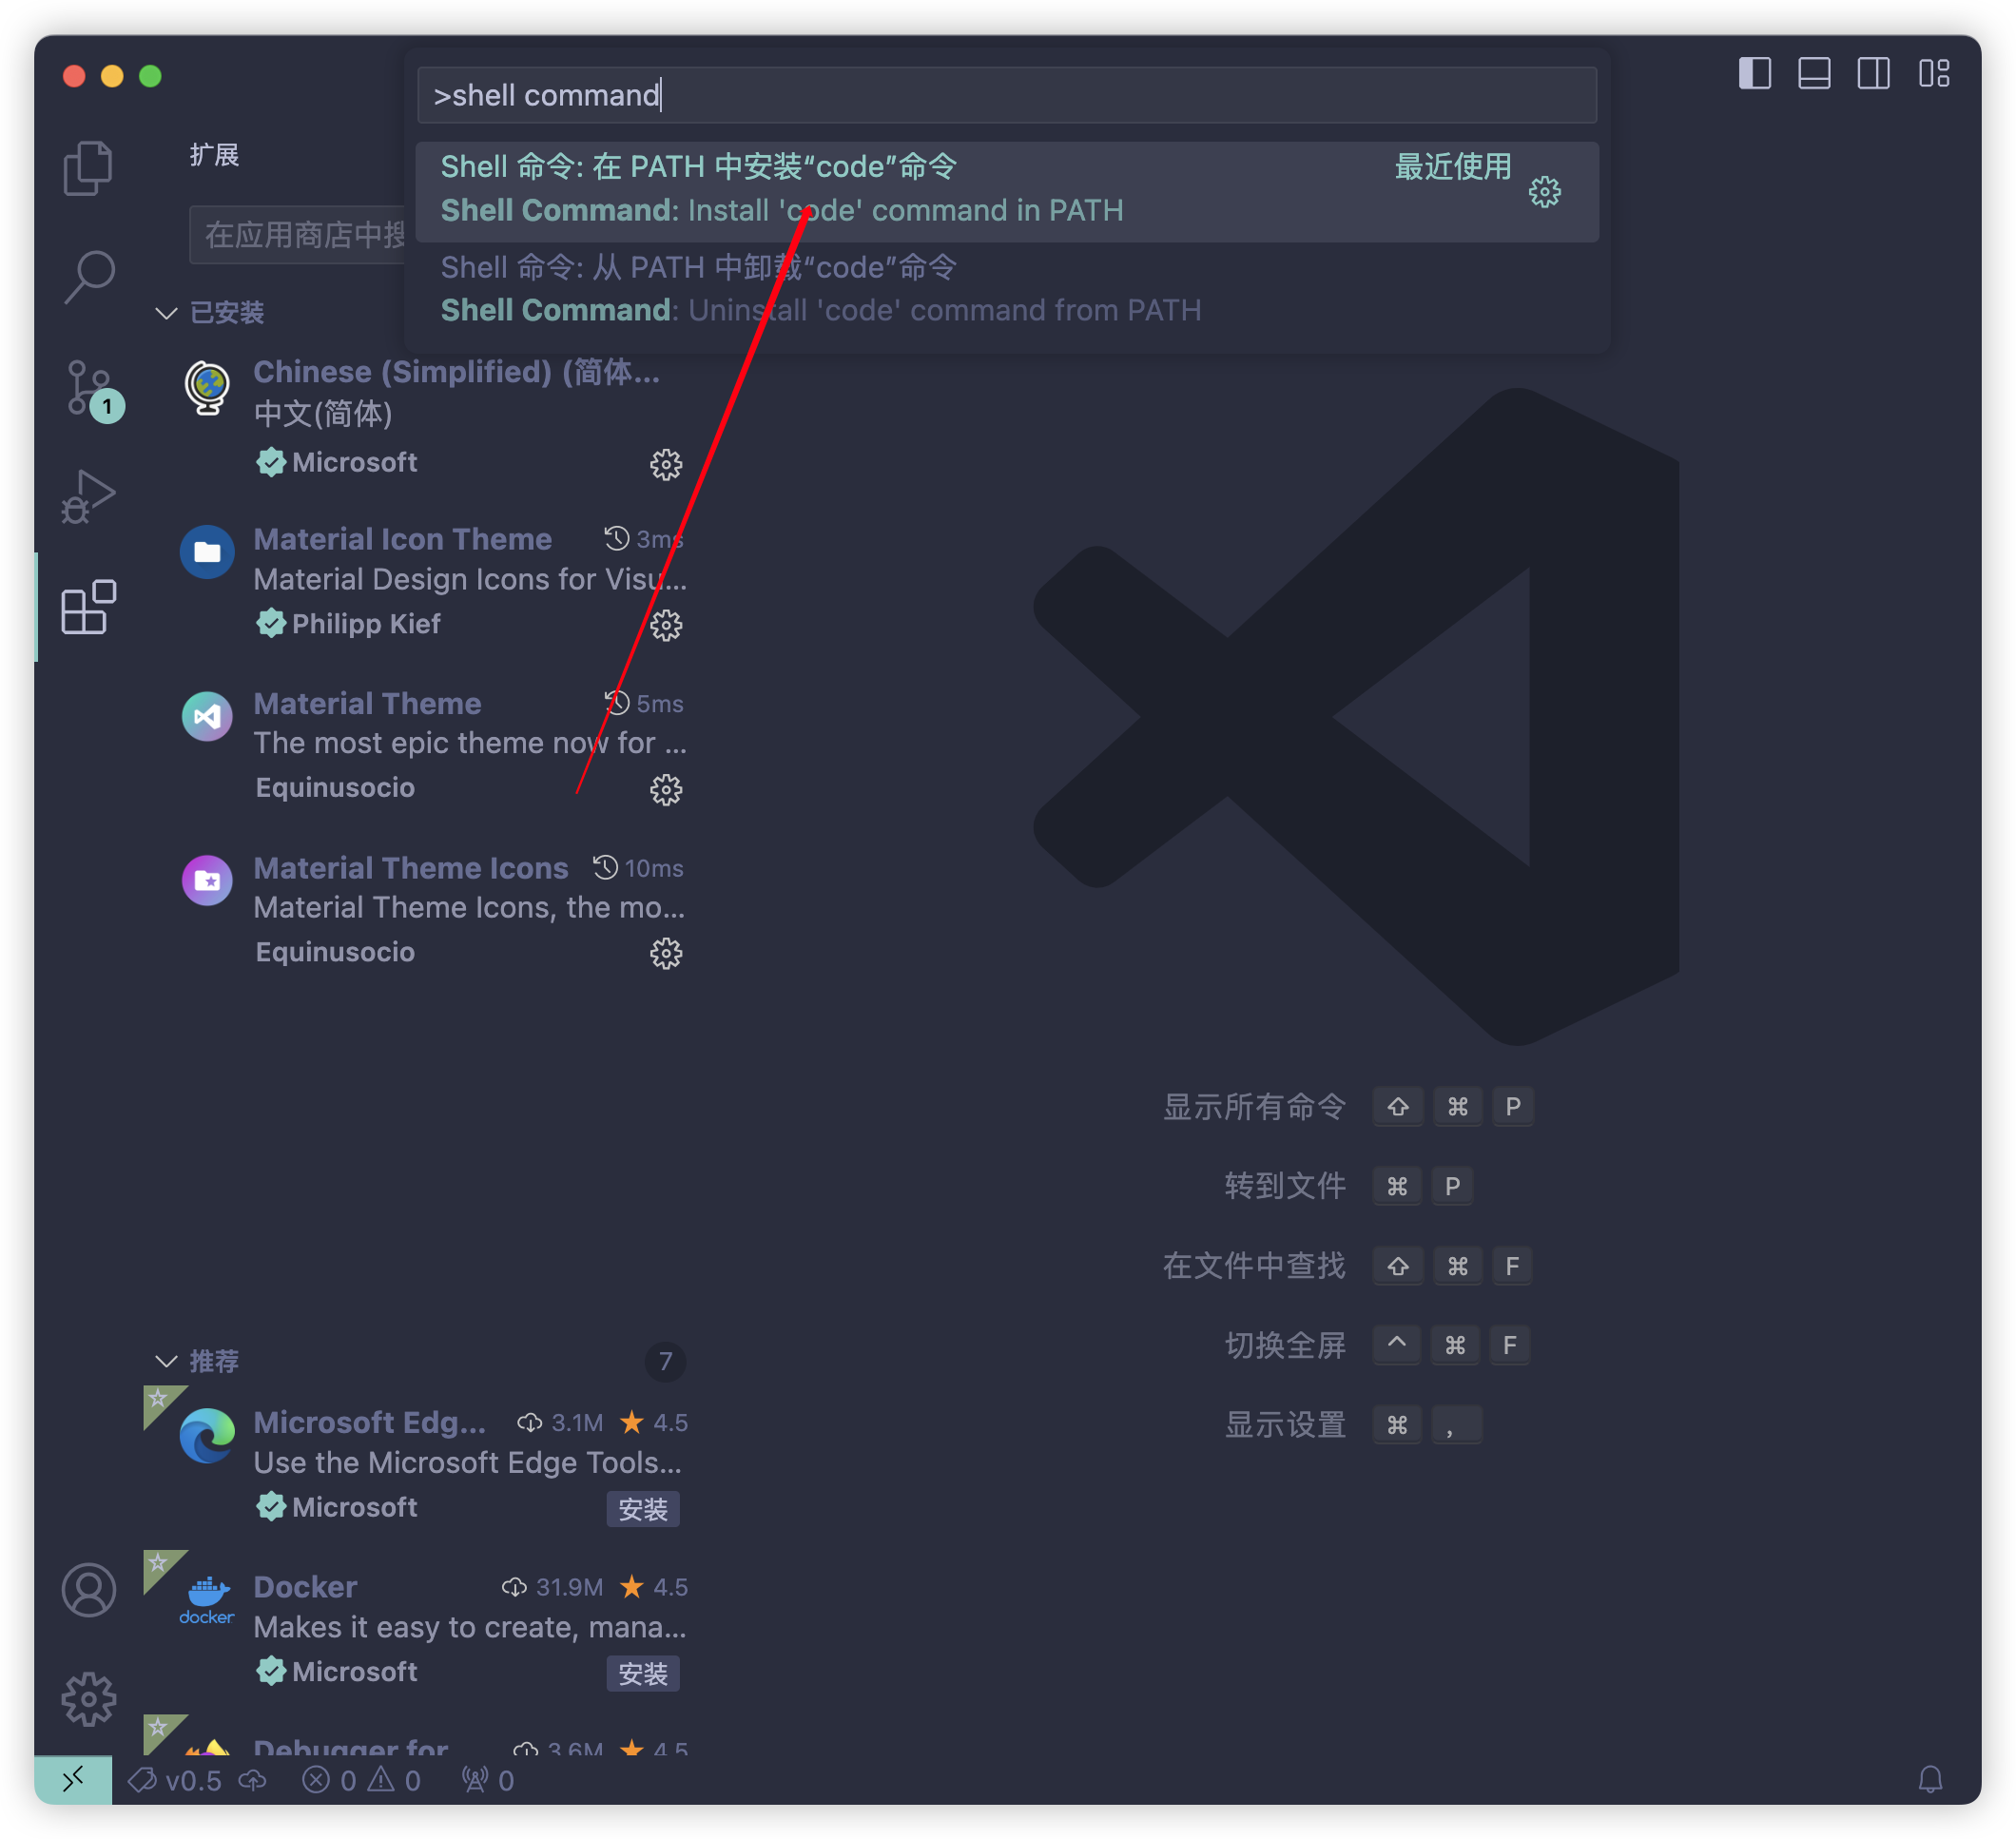 >shell command
Shell 命令: 在 PATH 中安装“code”命令
最近使用
Shell Command: Install 'code' command in PATH
Shell 命令: 从 PATH 中卸载“code”命令
Shell Command: Uninstall 'code' command from PATH
扩展
在应用商店中搜
已安装
Chinese (Simplified) (简体...
中文(简体)
Microsoft
1
Material Icon Theme 3ms
Material Design Icons for Visu...
Philipp Kief
Material Theme 5ms
The most epic theme now for ...
Equinusocio
Material Theme Icons 10ms
Material Theme Icons, the mo...
Equinusocio
推荐 7
Microsoft Edg... 3.1M 4.5
Use the Microsoft Edge Tools...
Microsoft 安装
Docker 31.9M 4.5
docker
Makes it easy to create, mana...
Microsoft 安装
Debugger for 3.6M 4.5
显示所有命令 ⇧ ⌘ P
转到文件 ⌘ P
在文件中查找 ⇧ ⌘ F
切换全屏 ^ ⌘ F
显示设置 ⌘ ,
v0.5 0 0 0